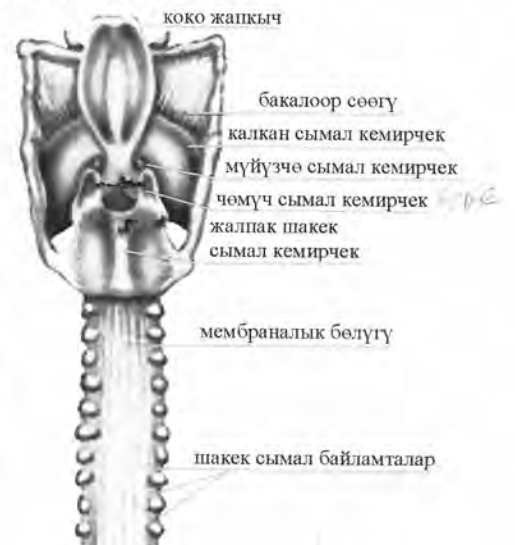 коко жапкыч
бакалоор сөөгү
калкан сымал кемирчек
мүйүзчө сымал кемирчек
чөмүч сымал кемирчек
жалпак шакек
сымал кемирчек
мембраналык бөлүгү
шакек сымал байламталар